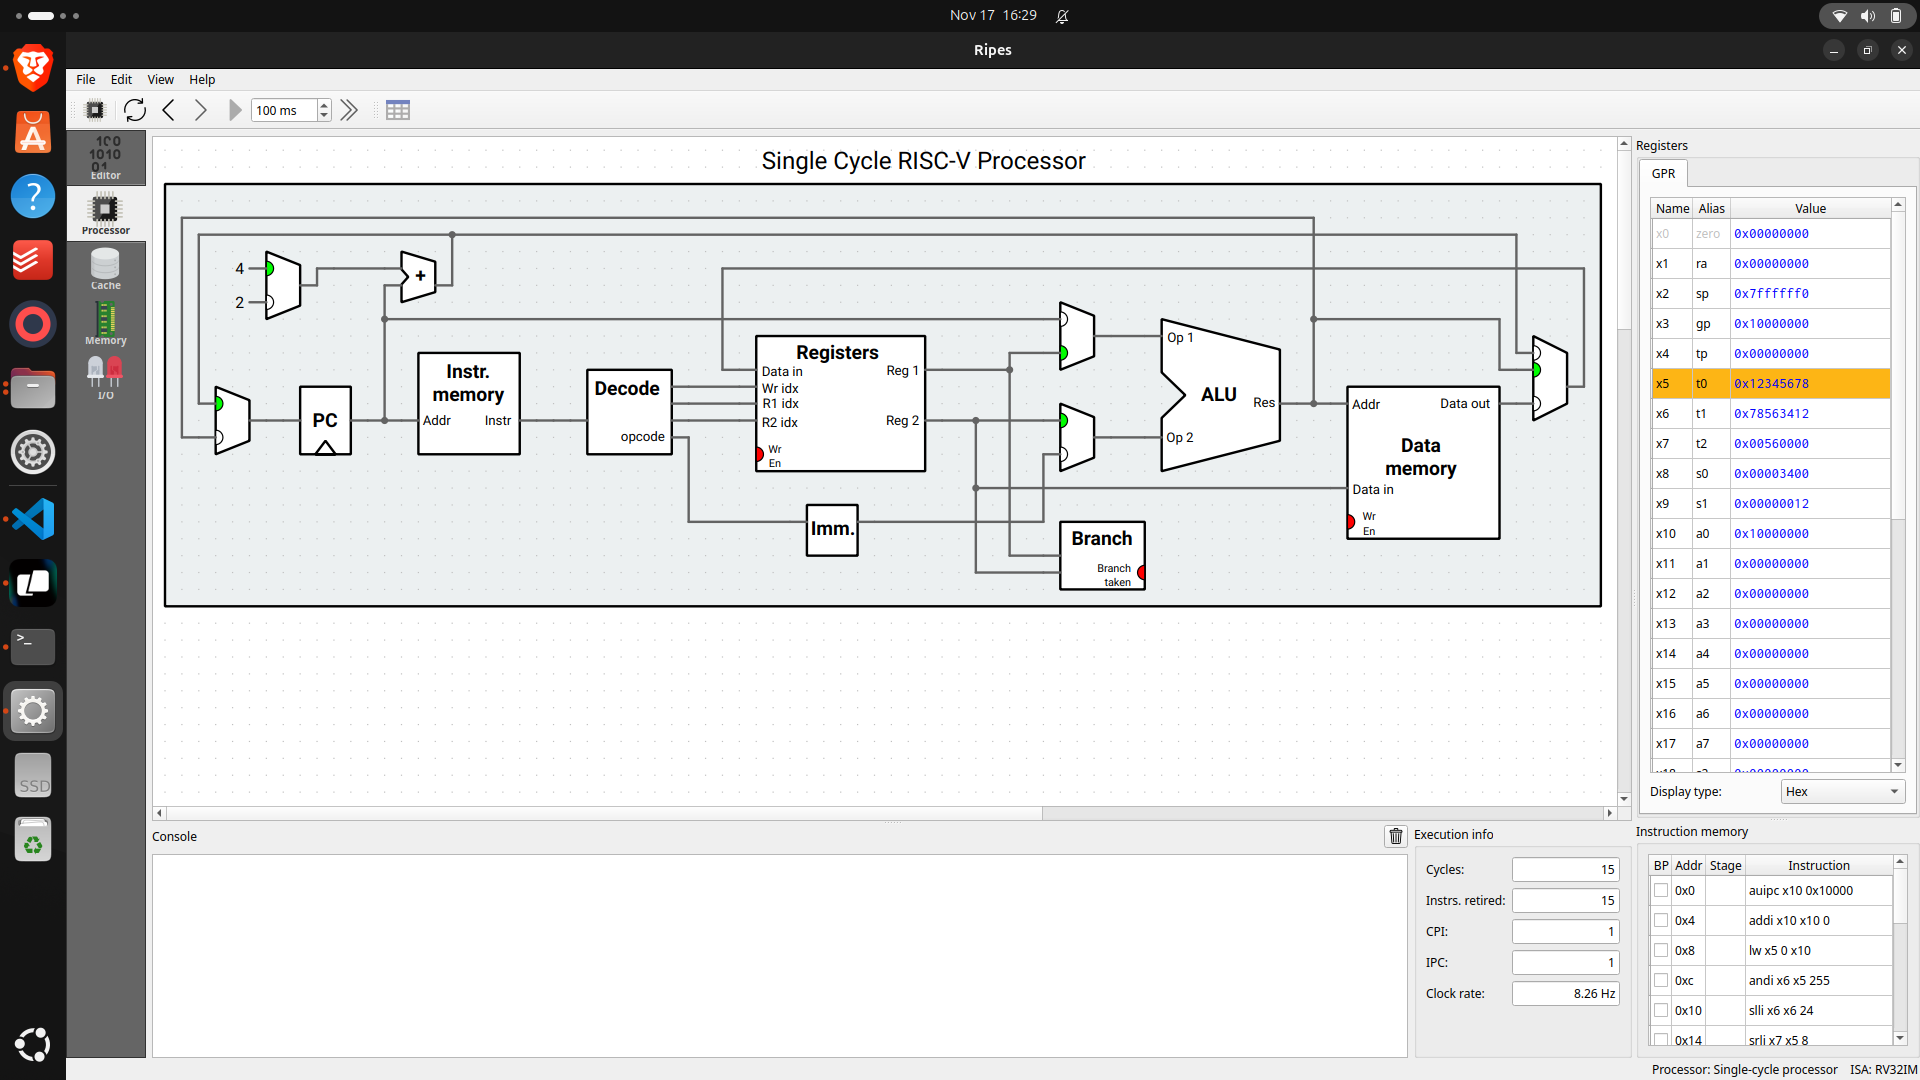 Nov 17 16:29
Ripes
File Edit View Help
100 ms
Editor
Processor
Cache
Memory
I/O
SSD
Single Cycle RISC-V Processor
4
2
+
PC
Instr.
memory
Addr Instr
Decode
opcode
Registers
Data in Reg 1
Wr idx
R1 idx
R2 idx Reg 2
Wr
En
Imm.
Op 1
ALU
Res
Op 2
Branch
Branch
taken
Addr Data out
Data
memory
Data in
Wr
En
Registers
GPR
Name Alias Value
x0 zero 0x00000000
x1 ra 0x00000000
x2 sp 0x7ffffff0
x3 gp 0x10000000
x4 tp 0x00000000
x5 t0 0x12345678
x6 t1 0x78563412
x7 t2 0x00560000
x8 s0 0x00003400
x9 s1 0x00000012
x10 a0 0x10000000
x11 a1 0x00000000
x12 a2 0x00000000
x13 a3 0x00000000
x14 a4 0x00000000
x15 a5 0x00000000
x16 a6 0x00000000
x17 a7 0x00000000
Display type: Hex
Console
Execution info
Cycles: 15
Instrs. retired: 15
CPI: 1
IPC: 1
Clock rate: 8.26 Hz
Instruction memory
BP Addr Stage Instruction
0x0 auipc x10 0x10000
0x4 addi x10 x10 0
0x8 lw x5 0 x10
0xc andi x6 x5 255
0x10 slli x6 x6 24
0x14 srli x7 x5 8
Processor: Single-cycle processor ISA: RV32IM